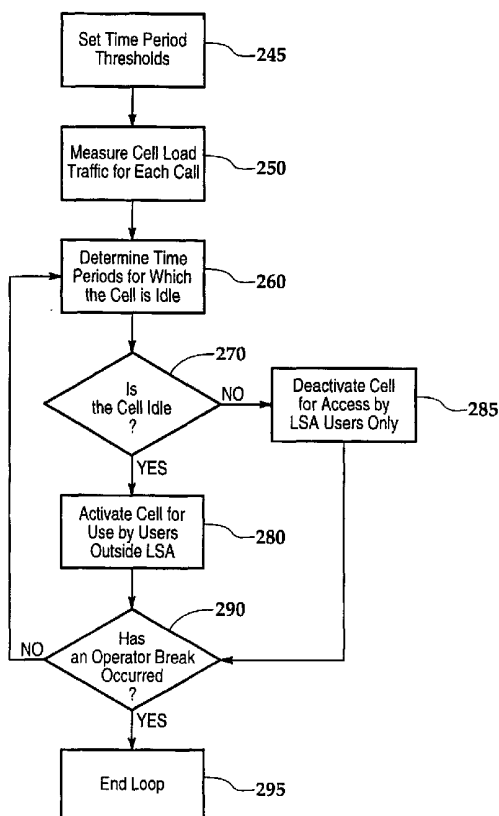 Set Time Period
Thresholds
245
Measure Cell Load
Traffic for Each Call
250
Determine Time
Periods for Which
the Cell is Idle
260
270
Is
the Cell Idle
?
NO
Deactivate Cell
for Access by
LSA Users Only
285
YES
Activate Cell for
Use by Users
Outside LSA
280
290
Has
an Operator Break
Occurred
?
NO
YES
End Loop
295